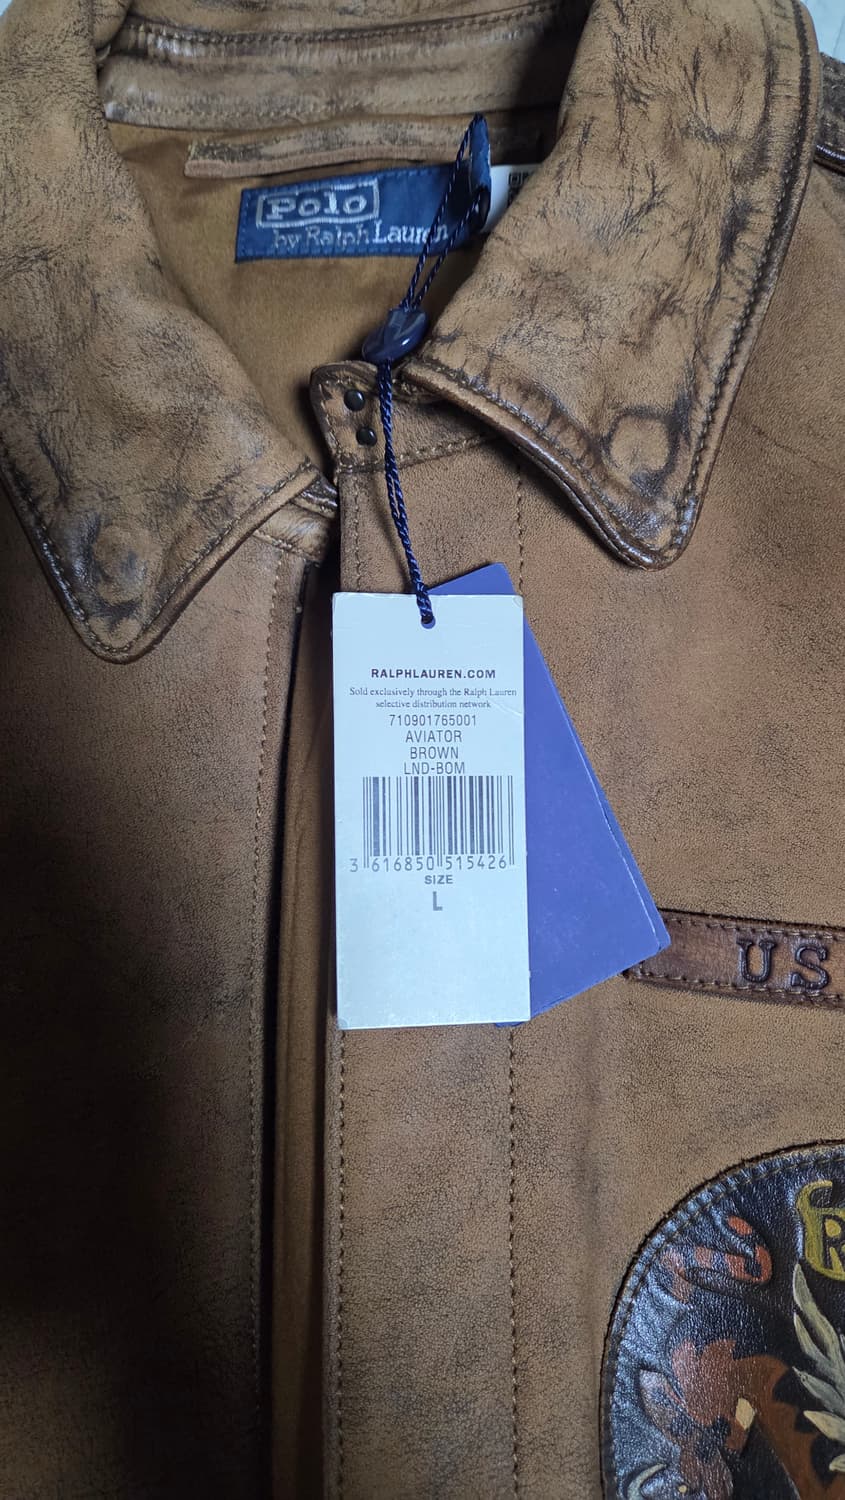 Polo
by Ralph Lauren
RALPHLAUREN.COM
Sold exclusively through the Ralph Lauren
selective distribution network
710901765001
AVIATOR
BROWN
LND-BOM
3 616850 515426
SIZE
L
US
R